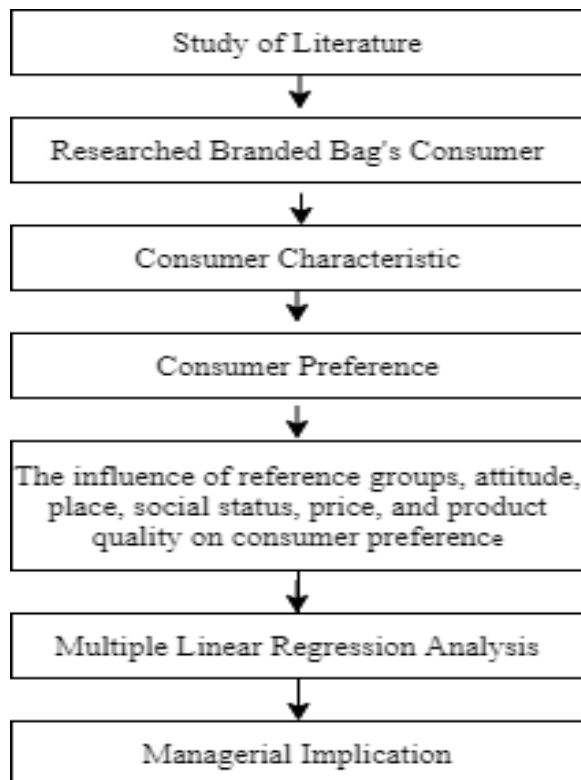 Study of Literature
Researched Branded Bag's Consumer
Consumer Characteristic
Consumer Preference
The influence of reference groups, attitude,
place, social status, price, and product
quality on consumer preference
Multiple Linear Regression Analysis
Managerial Implication